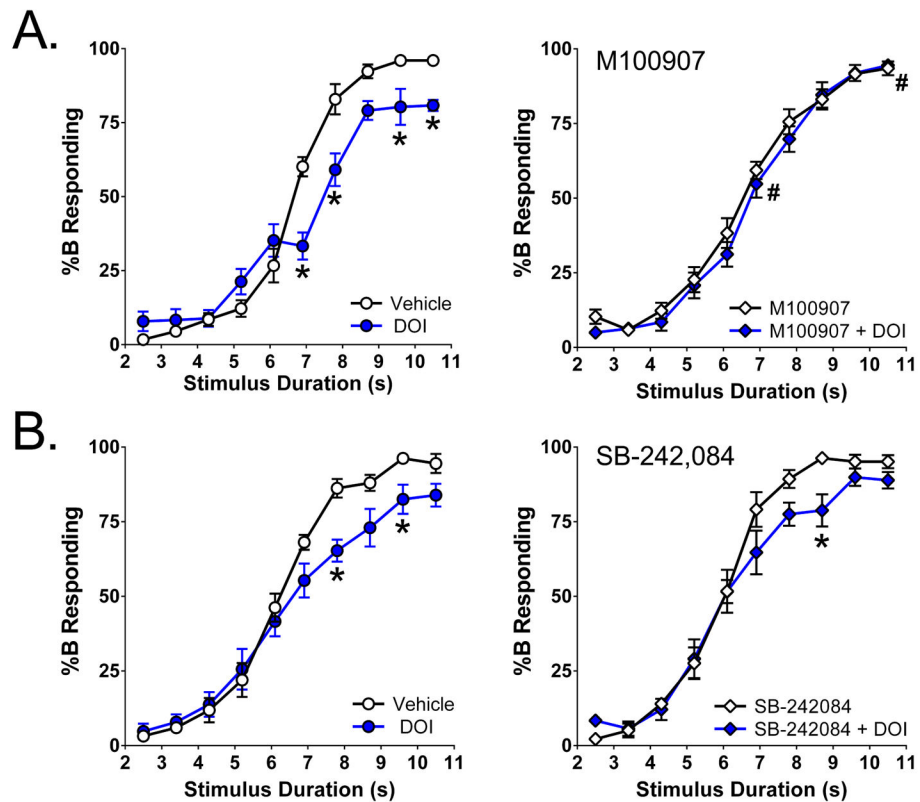 A.
%B Responding
100
75
50
25
0
2 3 4 5 6 7 8 9 10 11
Stimulus Duration (s)
Vehicle
DOI
* * * *
M100907
%B Responding
100
75
50
25
0
2 3 4 5 6 7 8 9 10 11
Stimulus Duration (s)
M100907
M100907 + DOI
# #
B.
%B Responding
100
75
50
25
0
2 3 4 5 6 7 8 9 10 11
Stimulus Duration (s)
Vehicle
DOI
* *
SB-242,084
%B Responding
100
75
50
25
0
2 3 4 5 6 7 8 9 10 11
Stimulus Duration (s)
SB-242084
SB-242084 + DOI
*